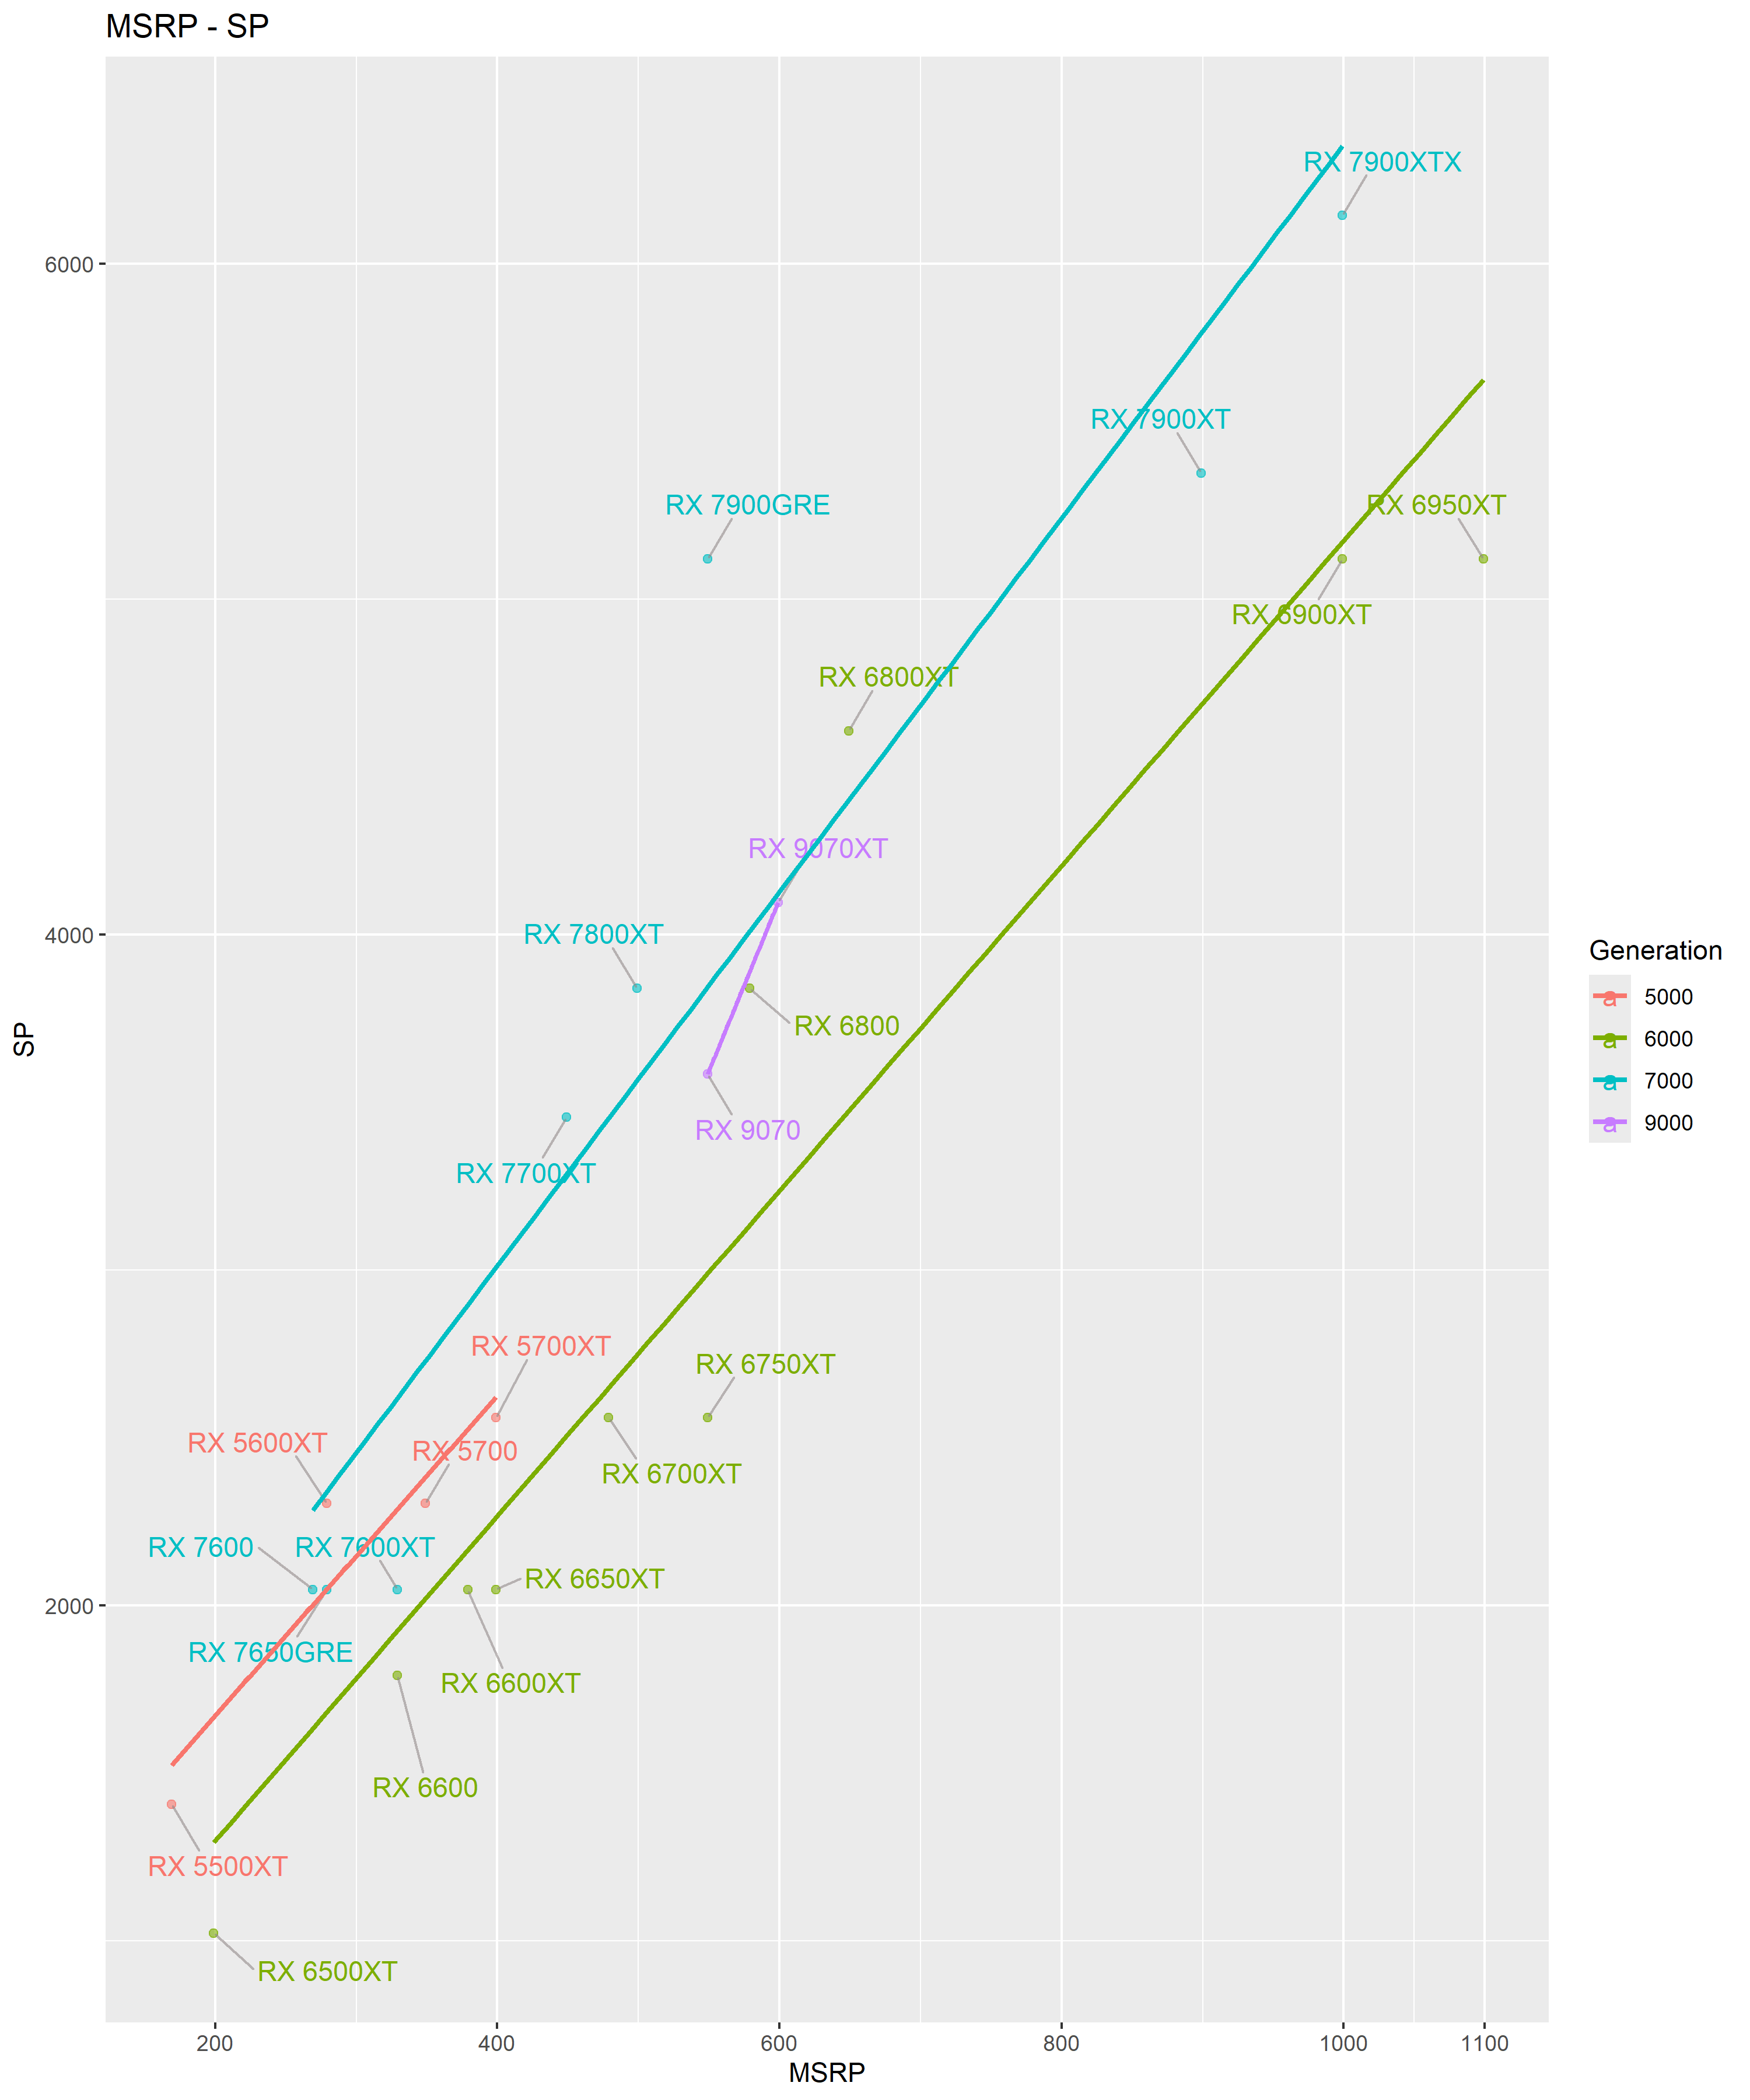 MSRP - SP
RX 7900XTX
6000
RX 7900XT
RX 7900GRE
RX 6950XT
RX 6900XT
RX 6800XT
RX 9070XT
4000
RX 7800XT
Generation
a 5000
a 6000
a 7000
a 9000
SP
RX 6800
RX 9070
RX 7700XT
RX 5700XT
RX 6750XT
RX 5600XT
RX 5700
RX 6700XT
RX 7600
RX 7600XT
RX 6650XT
2000
RX 7650GRE
RX 6600XT
RX 6600
RX 5500XT
RX 6500XT
200 400 600 800 1000 1100
MSRP